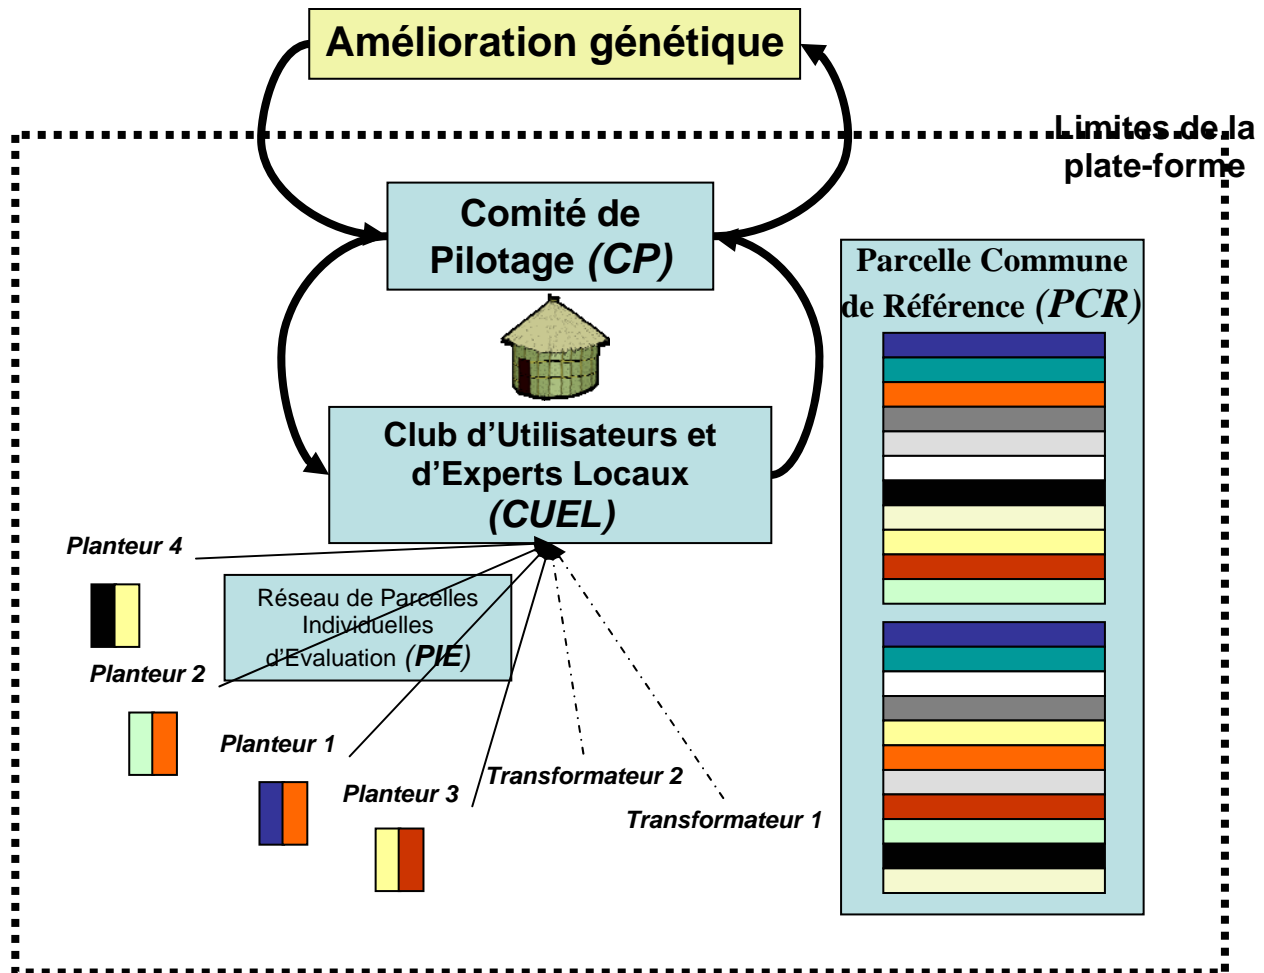 Amélioration génétique
Limites de la
plate-forme
Comité de
Pilotage (CP)
Parcelle Commune
de Référence (PCR)
Club d’Utilisateurs et
d’Experts Locaux
(CUEL)
Planteur 4
Réseau de Parcelles
Individuelles
d’Evaluation (PIE)
Planteur 2
Planteur 1
Planteur 3
Transformateur 2
Transformateur 1